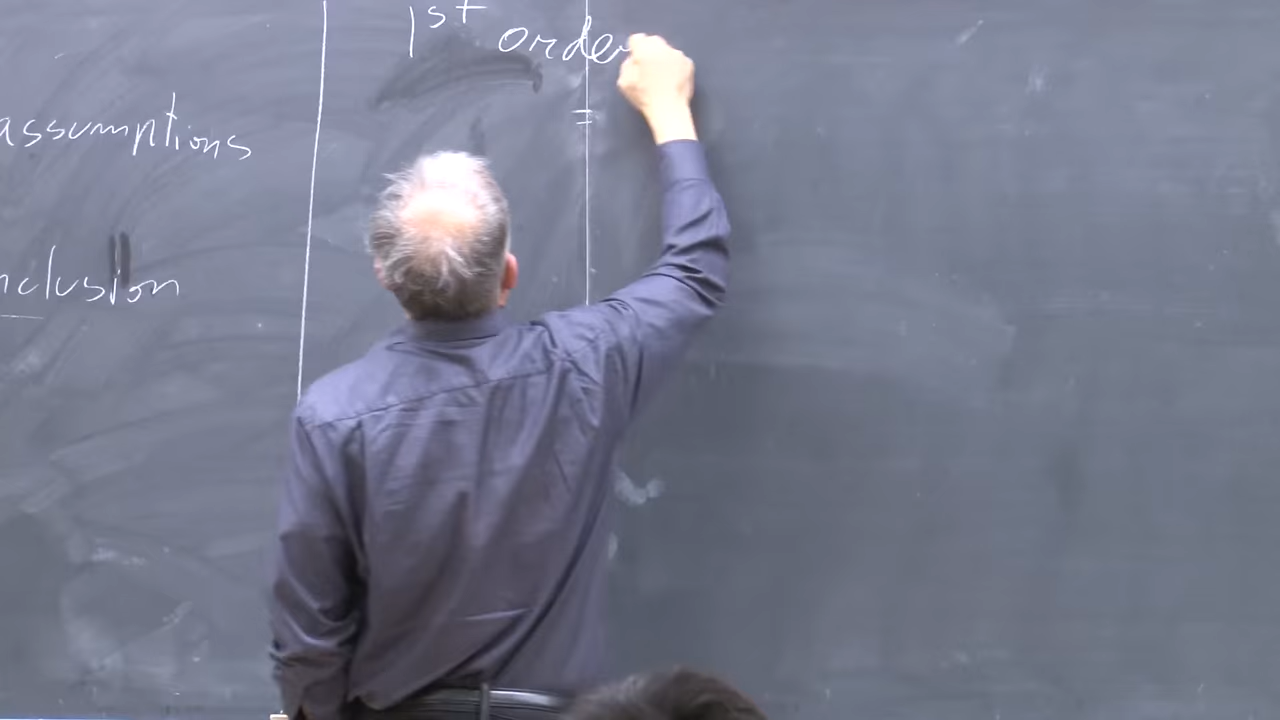 1st order
=
assumptions
nclusion